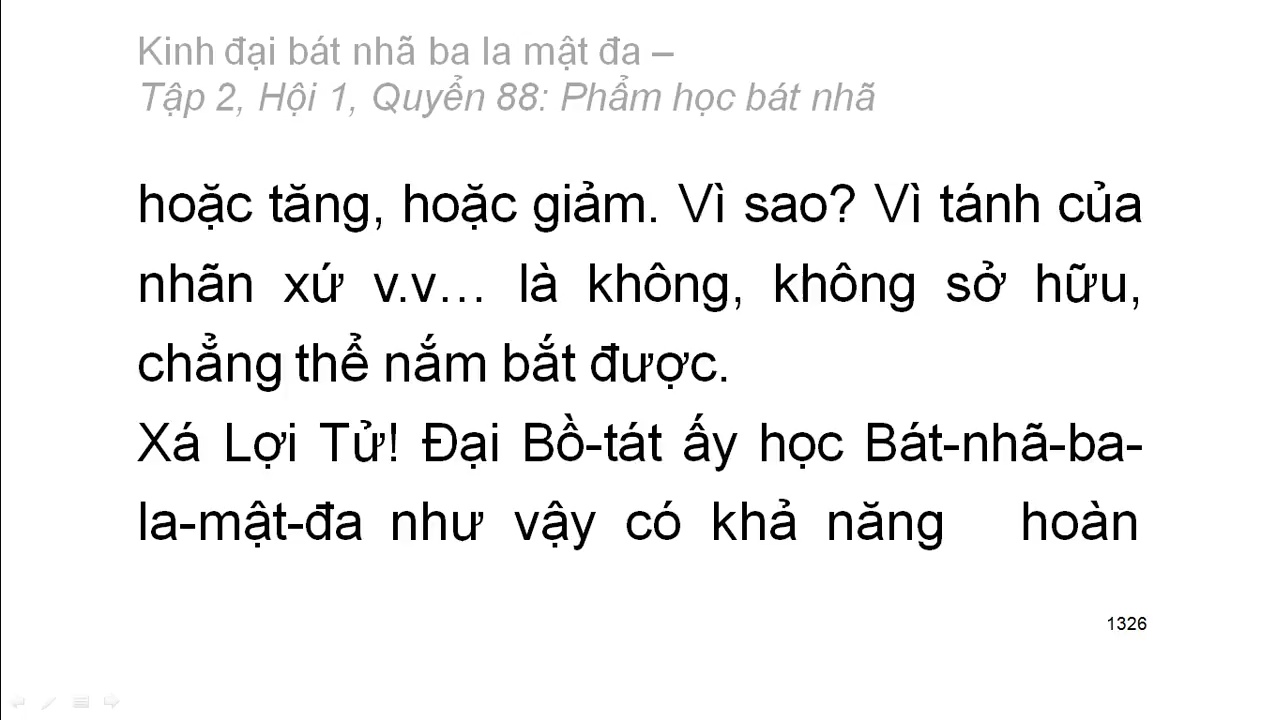 Kinh đại bát nhã ba la mật đa –
Tập 2, Hội 1, Quyển 88: Phẩm học bát nhã
hoặc tăng, hoặc giảm. Vì sao? Vì tánh của
nhãn xứ v.v… là không, không sở hữu,
chẳng thể nắm bắt được.
Xá Lợi Tử! Đại Bồ-tát ấy học Bát-nhã-ba-
la-mật-đa như vậy có khả năng hoàn
1326